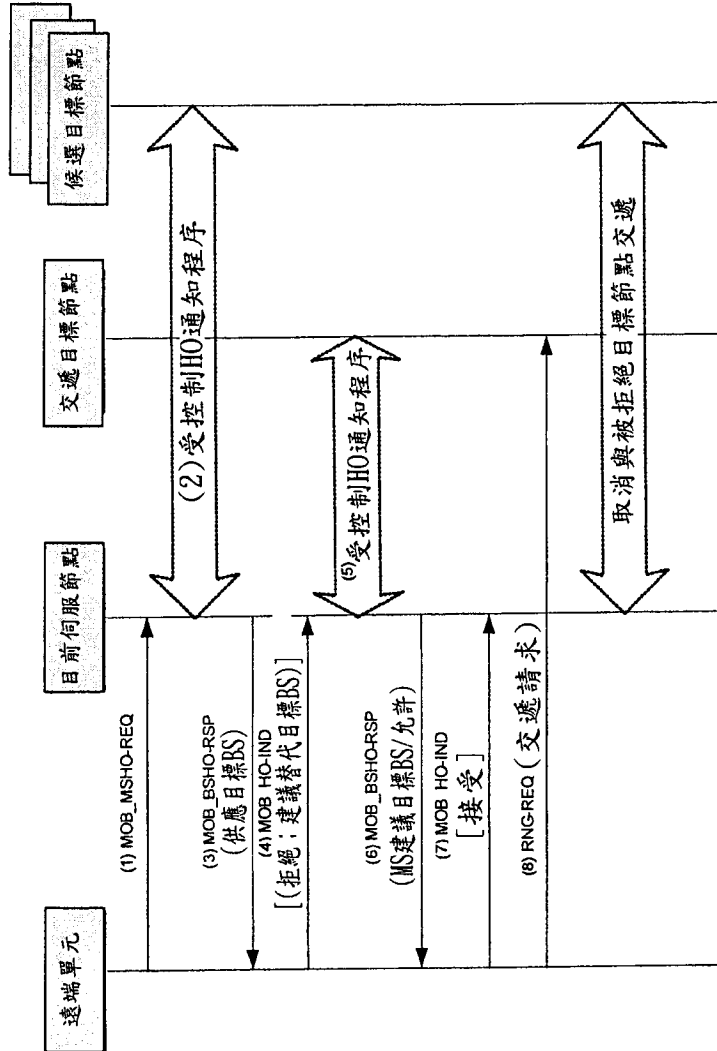 遠端單元
目前伺服節點
交遞目標節點
候選目標節點
(1) MOB_MSHO-REQ
(2)受控制HO通知程序
(3) MOB_BSHO-RSP
(供應目標BS)
(4) MOB HO-IND
[(拒絕；建議替代目標BS)]
(5)受控制HO通知程序
(6) MOB_BSHO-RSP
(MS建議目標BS/允許)
(7) MOB HO-IND
[接受]
(8) RNG-REQ (交遞請求)
取消與被拒絕目標節點交遞